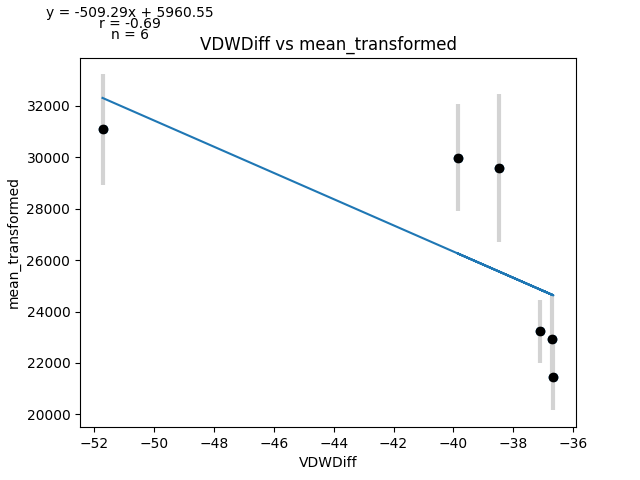 y = -509.29x + 5960.55
r = -0.69
n = 6
VDWDiff vs mean_transformed
mean_transformed
32000
30000
28000
26000
24000
22000
20000
−52
−50
−48
−46
−44
−42
−40
−38
−36
VDWDiff